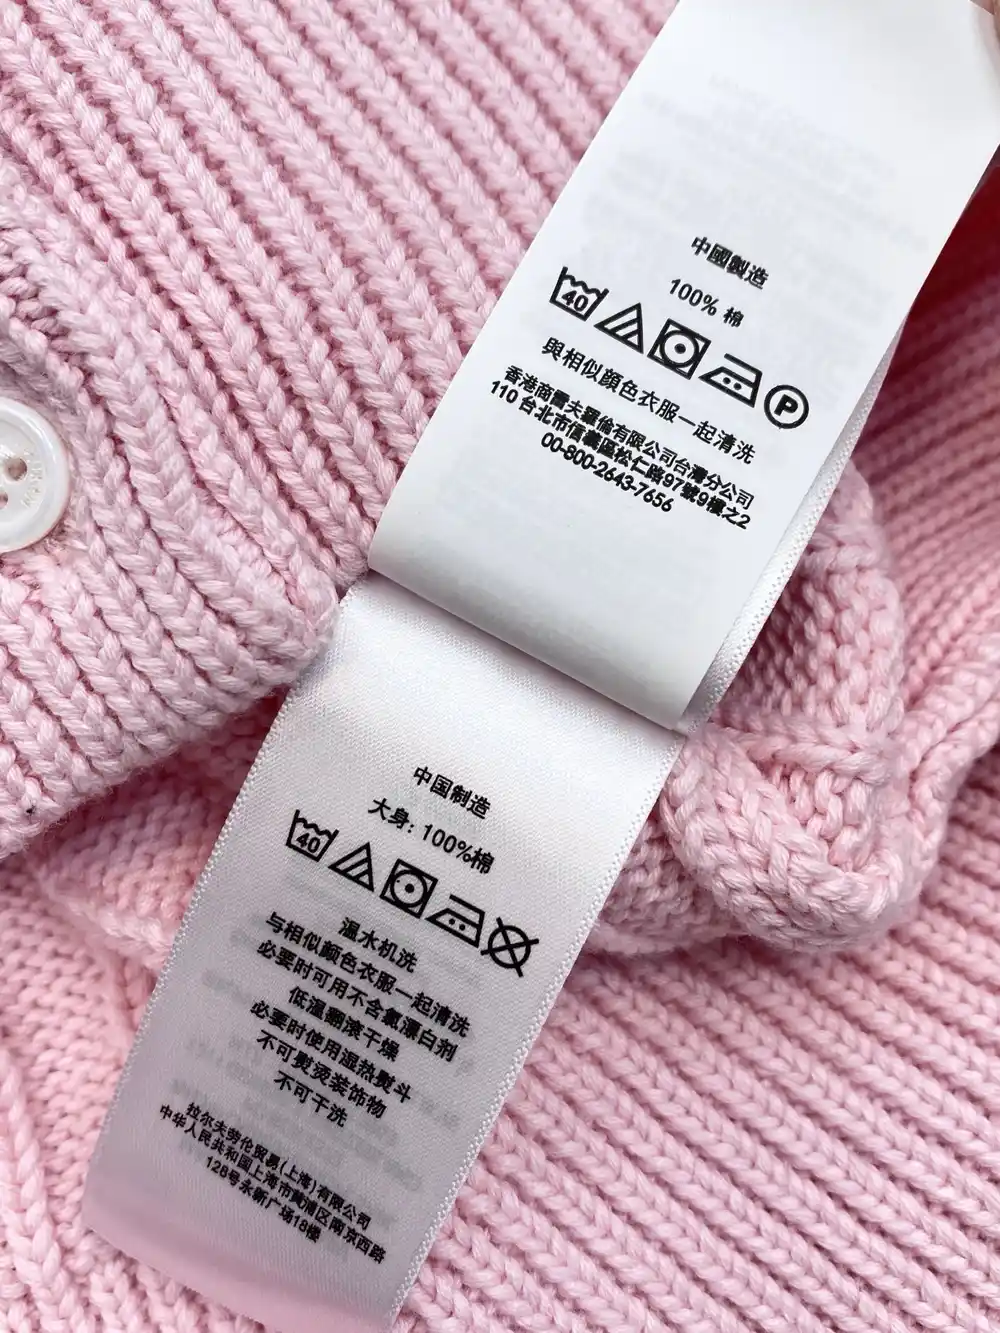 中國製造
100% 棉
40
P
與相似顏色衣服一起清洗
香港商雷夫羅倫有限公司台灣分公司
110 台北市信義區松仁路97號9樓之2
00-800-2643-7656
中国制造
大身: 100%棉
40
温水机洗
与相似颜色衣服一起清洗
必要时可用不含氯漂白剂
低温翻滚干燥
必要时使用湿热熨斗
不可熨烫装饰物
不可干洗
拉尔夫劳伦贸易(上海)有限公司
中华人民共和国上海市黄浦区南京西路
128号永新广场18楼